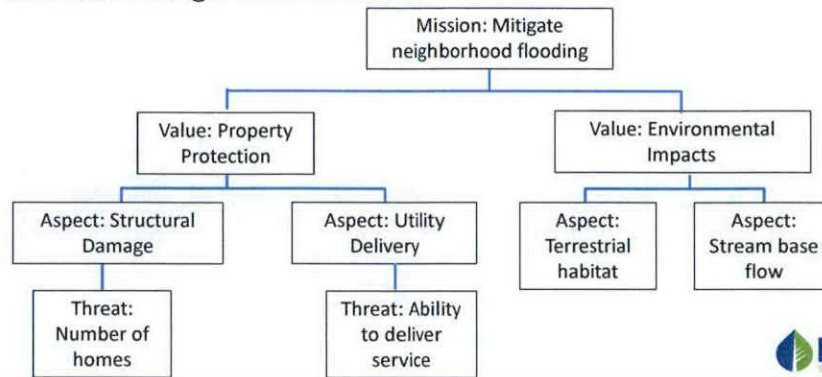 Mission: Mitigate
neighborhood flooding
Value: Property
Protection
Value: Environmental
Impacts
Aspect: Structural
Damage
Aspect: Utility
Delivery
Aspect:
Terrestrial
habitat
Aspect:
Stream base
flow
Threat:
Number of
homes
Threat: Ability
to deliver
service